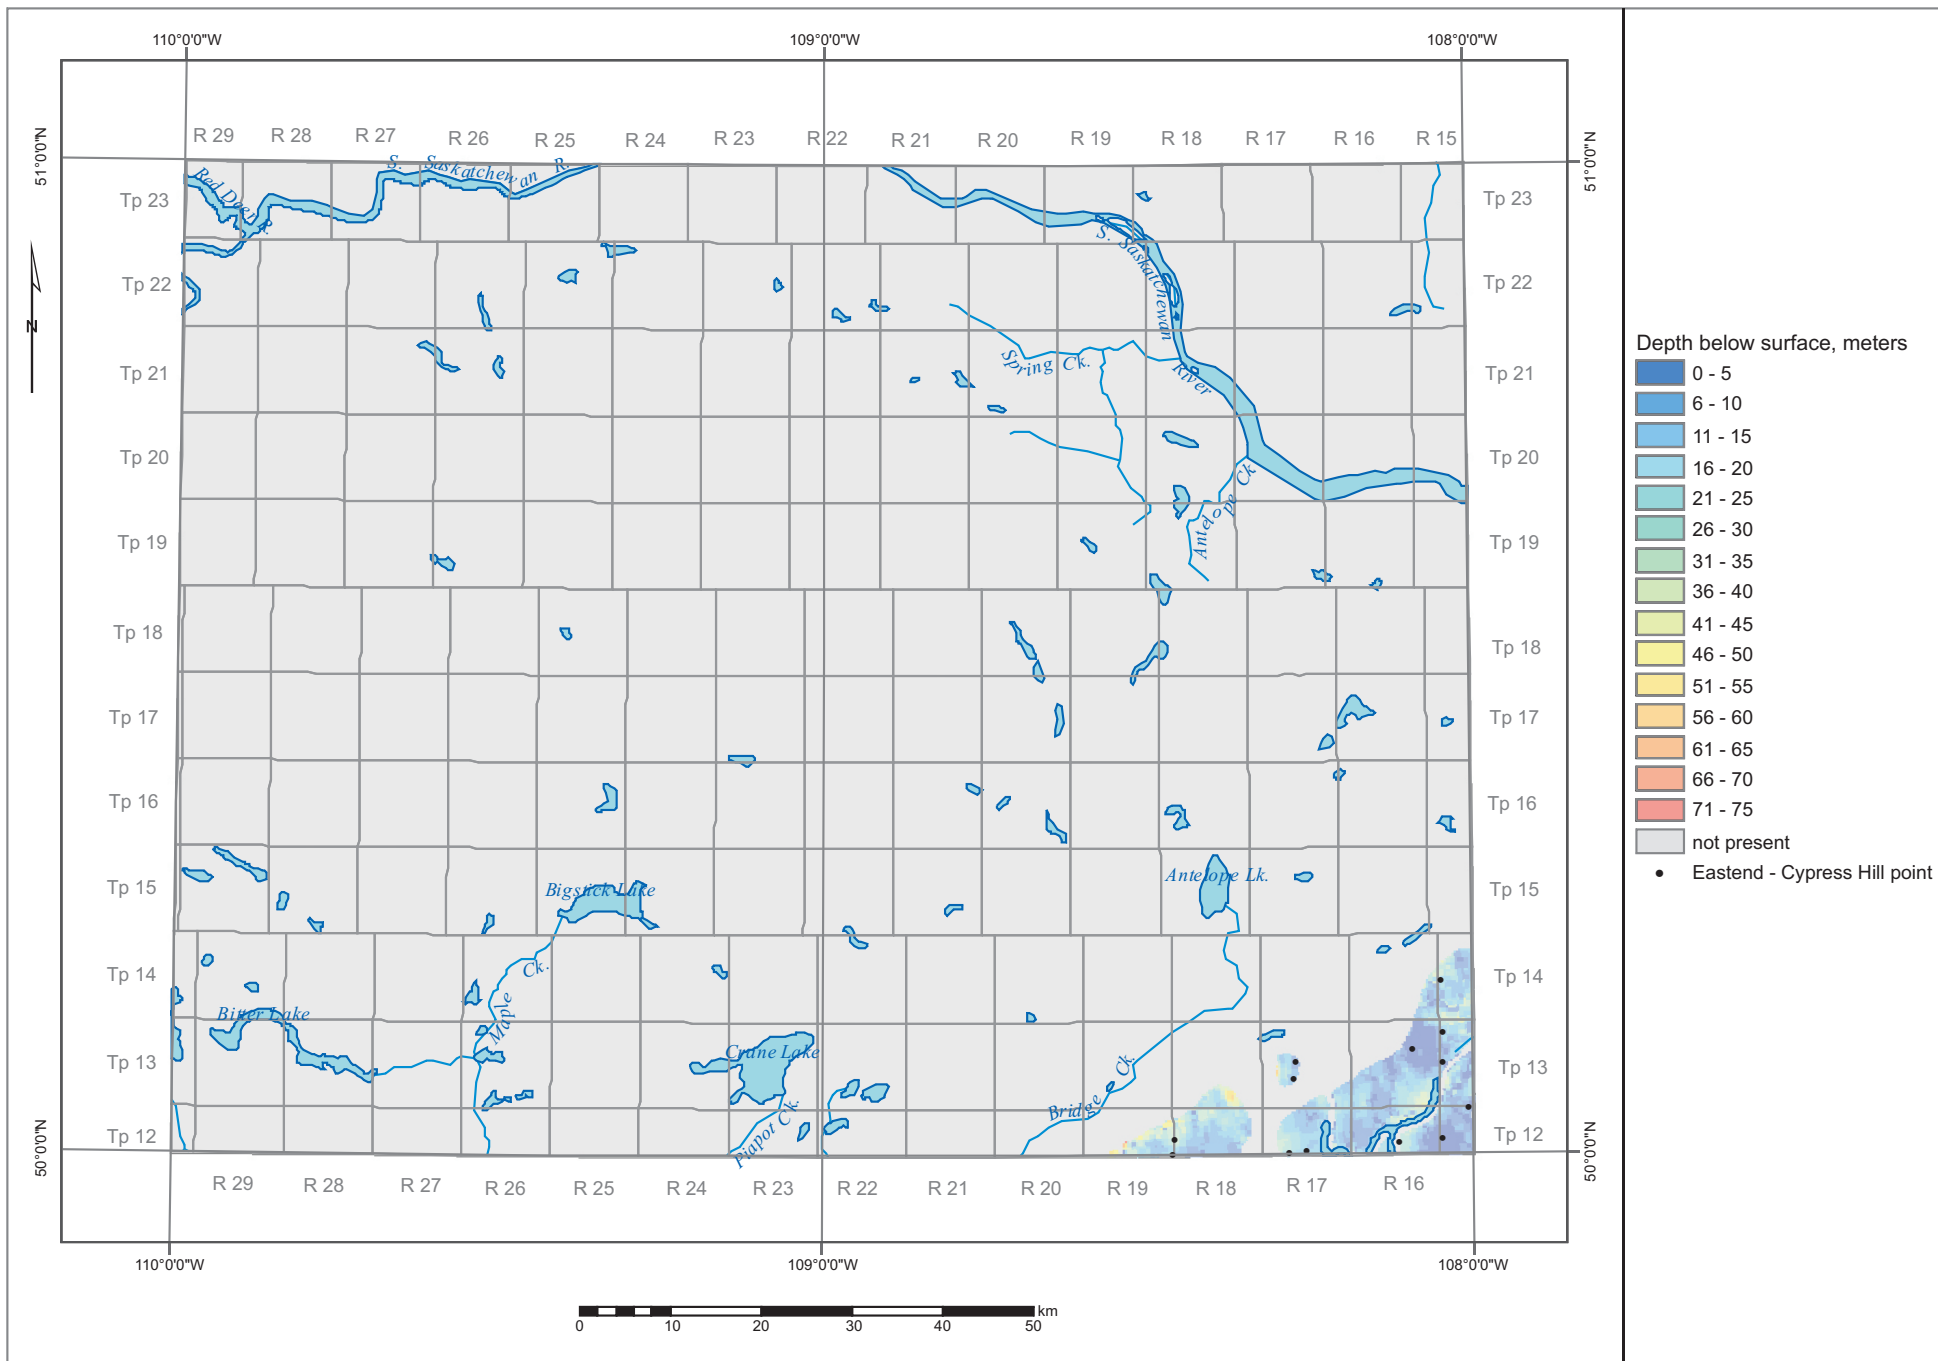 110°0'0"W 109°0'0"W 108°0'0"W
51°0'0"N
51°0'0"N
R 29 R 28 R 27 R 26 R 25 R 24 R 23 R 22 R 21 R 20 R 19 R 18 R 17 R 16 R 15
S. Saskatchewan R.
Red Deer R.
Tp 23 Tp 23
S. Saskatchewan River
Tp 22 Tp 22
N
Spring Ck.
Tp 21 Tp 21
Tp 20 Tp 20
Antelope Ck
Tp 19 Tp 19
Tp 18 Tp 18
Tp 17 Tp 17
Tp 16 Tp 16
Tp 15 Bigstick Lake Antelope Lk. Tp 15
Tp 14 Tp 14
Maple Ck.
Bitter Lake
Crane Lake
Tp 13 Tp 13
Bridge Ck.
Piapot Ck.
Tp 12 Tp 12
50°0'0"N
50°0'0"N
R 29 R 28 R 27 R 26 R 25 R 24 R 23 R 22 R 21 R 20 R 19 R 18 R 17 R 16
110°0'0"W 109°0'0"W 108°0'0"W
km
0 10 20 30 40 50
Depth below surface, meters
0 - 5
6 - 10
11 - 15
16 - 20
21 - 25
26 - 30
31 - 35
36 - 40
41 - 45
46 - 50
51 - 55
56 - 60
61 - 65
66 - 70
71 - 75
not present
Eastend - Cypress Hill point